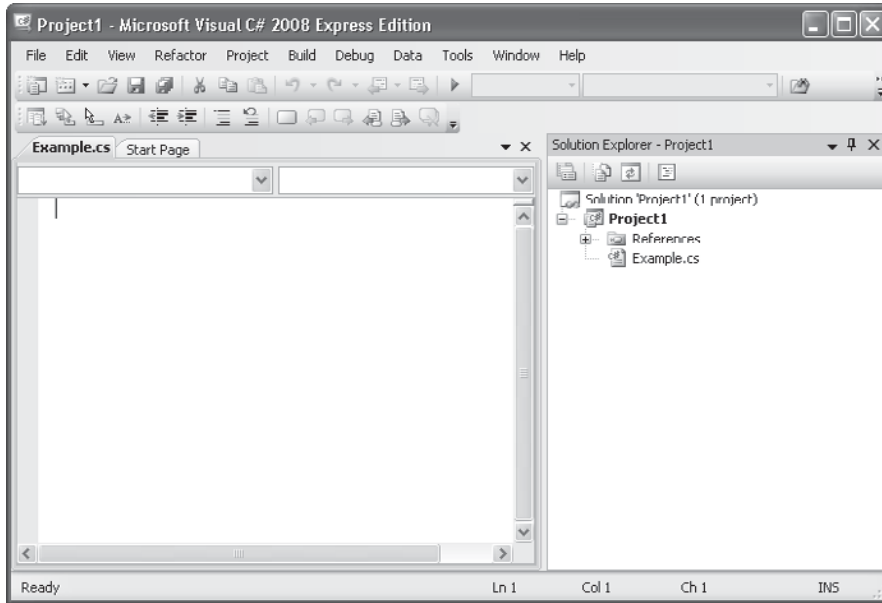 Project1 - Microsoft Visual C# 2008 Express Edition
File Edit View Refactor Project Build Debug Data Tools Window Help
Example.cs Start Page
Solution Explorer - Project1
Solution 'Project1' (1 project)
Project1
References
Example.cs
Ready Ln 1 Col 1 Ch 1 INS